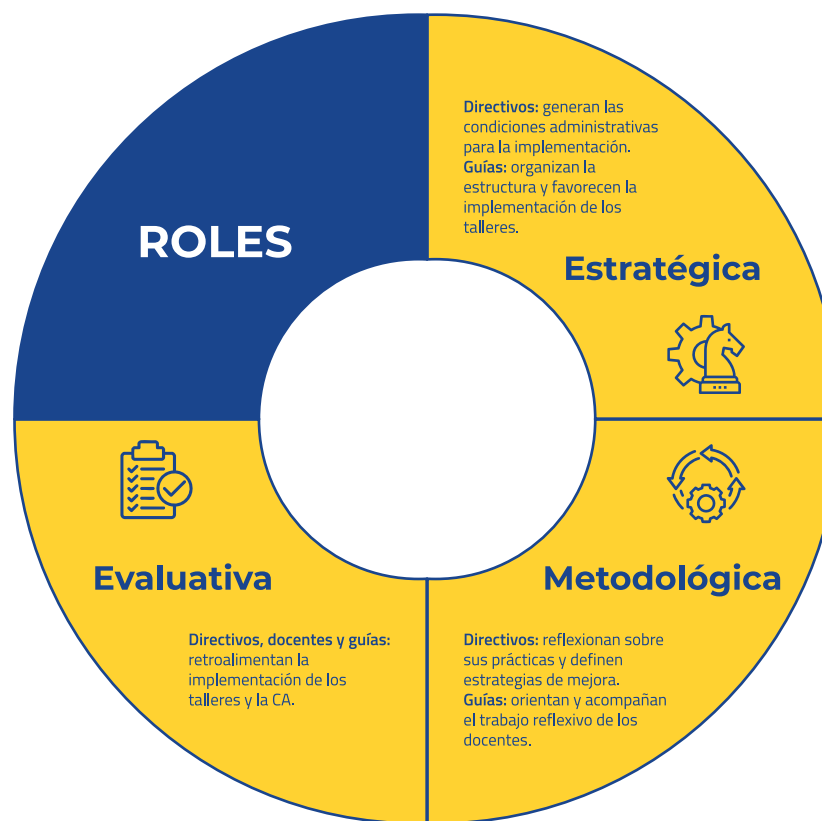 ROLES
Directivos: generan las
condiciones administrativas
para la implementación.
Guías: organizan la
estructura y favorecen la
implementación de los
talleres.
Estratégica
Metodológica
Directivos: reflexionan sobre
sus prácticas y definen
estrategias de mejora.
Guías: orientan y acompañan
el trabajo reflexivo de los
docentes.
Evaluativa
Directivos, docentes y guías:
retroalimentan la
implementación de los
talleres y la CA.